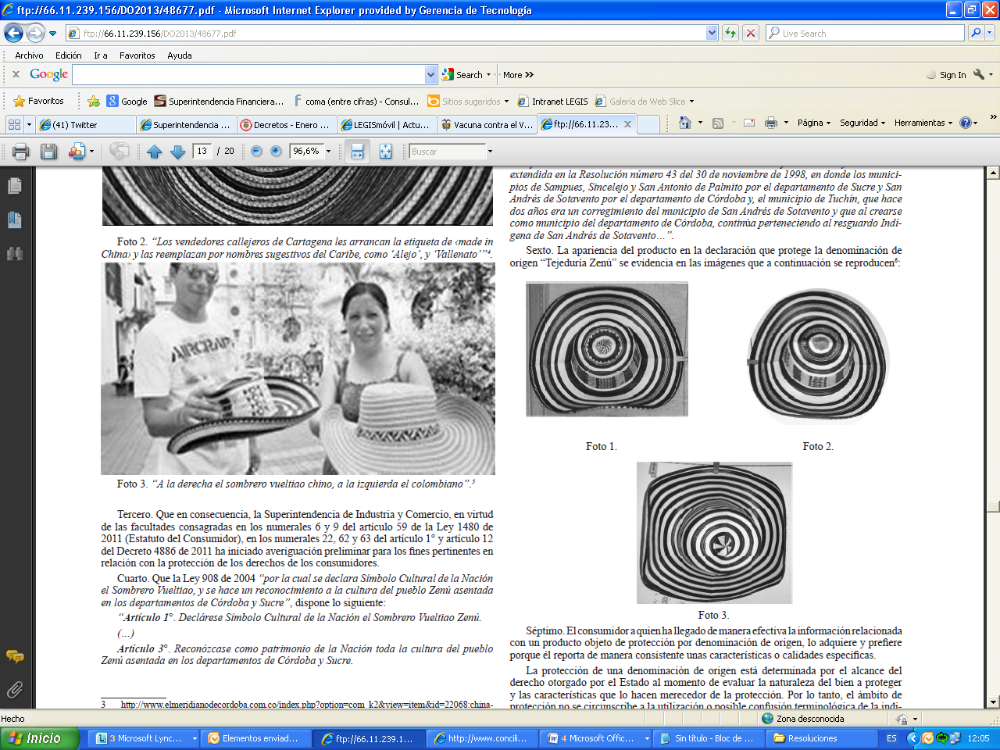 ftp://66.11.239.156/DO2013/48677.pdf - Microsoft Internet Explorer provided by Gerencia de Tecnología
ftp://66.11.239.156/DO2013/48677.pdf
Live Search
Archivo Edición Ir a Favoritos Ayuda
Google Search More Sign In
Favoritos Google Superintendencia Financiera... coma (entre cifras) - Consul... Sitios sugeridos Intranet LEGIS Galería de Web Slice
(41) Twitter Superintendencia ... Decretos - Enero ... LEGISmóvil | Actu... Vacuna contra el V... ftp://66.11.23... Página Seguridad Herramientas
13 / 20 96,6% Buscar
Foto 2. “Los vendedores callejeros de Cartagena les arrancan la etiqueta de ‹made in
China› y las reemplazan por nombres sugestivos del Caribe, como ‘Alejo’, y ‘Vallenato’”4.
Foto 3. “A la derecha el sombrero vueltiao chino, a la izquierda el colombiano”.5
Tercero. Que en consecuencia, la Superintendencia de Industria y Comercio, en virtud
de las facultades consagradas en los numerales 6 y 9 del artículo 59 de la Ley 1480 de
2011 (Estatuto del Consumidor), en los numerales 22, 62 y 63 del artículo 1° y artículo 12
del Decreto 4886 de 2011 ha iniciado averiguación preliminar para los fines pertinentes en
relación con la protección de los derechos de los consumidores.
Cuarto. Que la Ley 908 de 2004 “por la cual se declara Símbolo Cultural de la Nación
el Sombrero Vueltiao, y se hace un reconocimiento a la cultura del pueblo Zenú asentada
en los departamentos de Córdoba y Sucre”, dispone lo siguiente:
“Artículo 1°. Declárese Símbolo Cultural de la Nación el Sombrero Vueltiao Zenú.
(…)
Artículo 3°. Reconózcase como patrimonio de la Nación toda la cultura del pueblo
Zenú asentada en los departamentos de Córdoba y Sucre.
3 http://www.elmeridianodecordoba.com.co/index.php?option=com_k2&view=item&id=22068:china-
extendida en la Resolución número 43 del 30 de noviembre de 1998, en donde los munici-
pios de Sampues, Sincelejo y San Antonio de Palmito por el departamento de Sucre y San
Andrés de Sotavento por el departamento de Córdoba y, el municipio de Tuchín, que hace
dos años era un corregimiento del municipio de San Andrés de Sotavento y que al crearse
como municipio del departamento de Córdoba, continúa perteneciendo al resguardo Indí-
gena de San Andrés de Sotavento…”.
Sexto. La apariencia del producto en la declaración que protege la denominación de
origen “Tejeduría Zenú” se evidencia en las imágenes que a continuación se reproducen6:
Foto 1. Foto 2.
Foto 3.
Séptimo. El consumidor a quien ha llegado de manera efectiva la información relacionada
con un producto objeto de protección por denominación de origen, lo adquiere y prefiere
porque él reporta de manera consistente unas características o calidades específicas.
La protección de una denominación de origen está determinada por el alcance del
derecho otorgado por el Estado al momento de evaluar la naturaleza del bien a proteger
y las características que lo hacen merecedor de la protección. Por lo tanto, el ámbito de
protección no se circunscribe a la utilización o posible confusión terminológica de la indi-
Hecho Zona desconocida
Inicio 3 Microsoft Lync... Elementos enviad... ftp://66.11.239.1... http://www.concili... 4 Microsoft Offic... Sin título - Bloc de ... Resoluciones ES 12:05